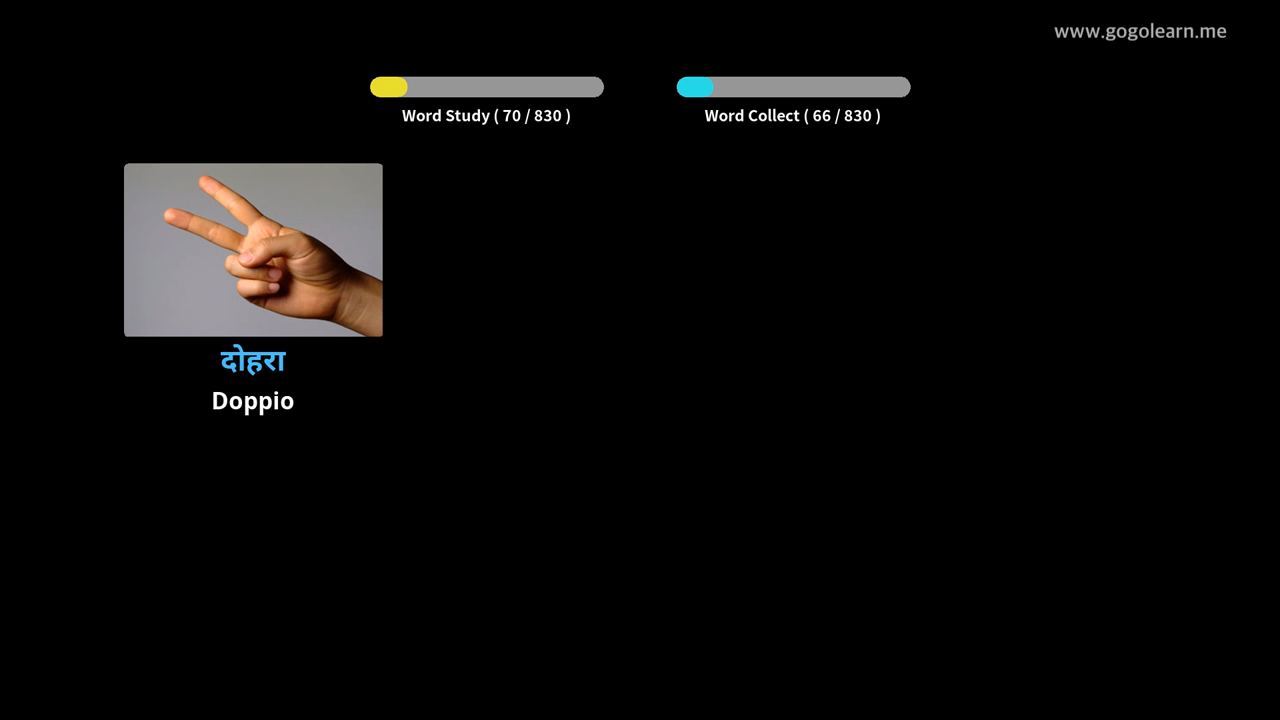 www.gogolearn.me
Word Study ( 70 / 830 )
Word Collect ( 66 / 830 )
दोहरा
Doppio